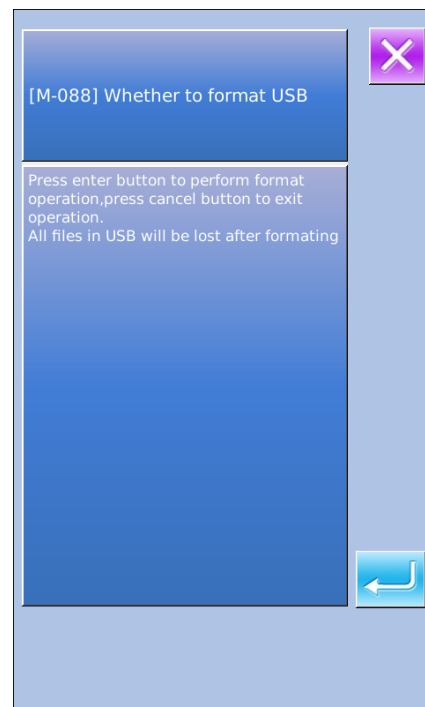 [M-088] Whether to format USB
Press enter button to perform format
operation,press cancel button to exit
operation.
All files in USB will be lost after formating